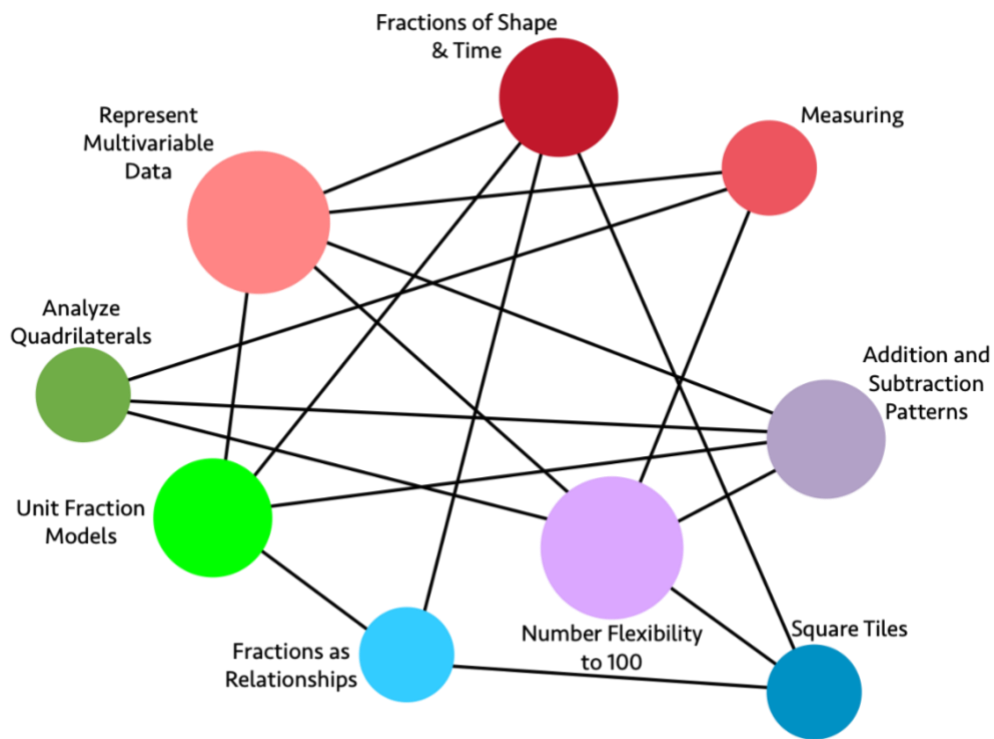 Fractions of Shape
& Time
Measuring
Represent
Multivariable
Data
Analyze
Quadrilaterals
Addition and
Subtraction
Patterns
Unit Fraction
Models
Number Flexibility
to 100
Square Tiles
Fractions as
Relationships